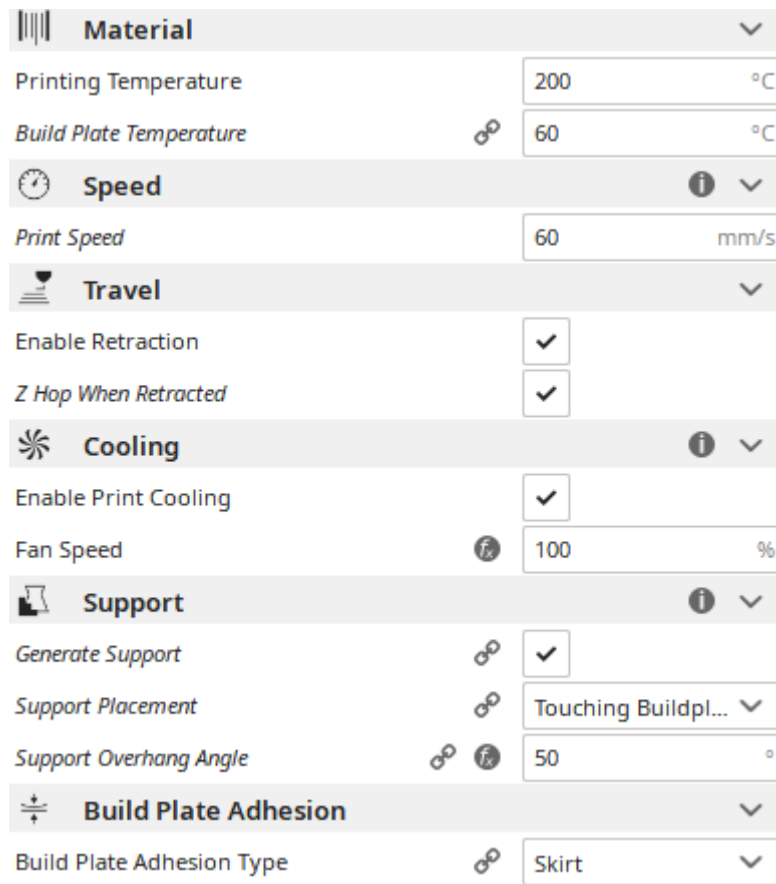 Material
Printing Temperature 200 °C
Build Plate Temperature 60 °C
Speed
Print Speed 60 mm/s
Travel
Enable Retraction
Z Hop When Retracted
Cooling
Enable Print Cooling
Fan Speed 100 %
Support
Generate Support
Support Placement Touching Buildpl...
Support Overhang Angle 50 °
Build Plate Adhesion
Build Plate Adhesion Type Skirt